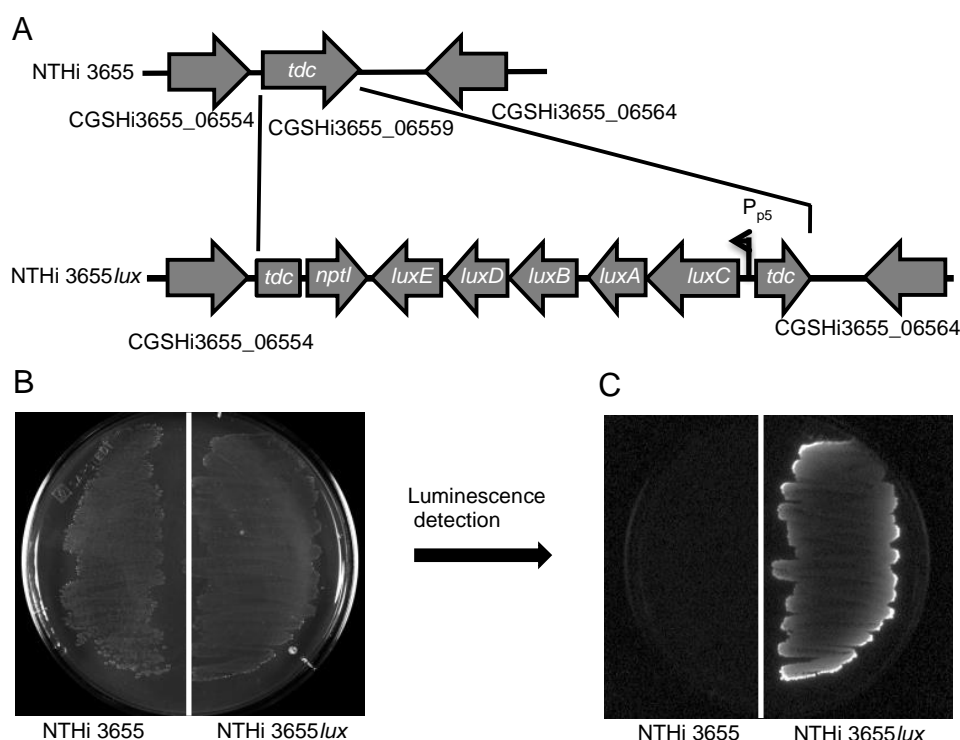 A
NTHi 3655
tdc
CGSHi3655_06554
CGSHi3655_06559
CGSHi3655_06564
P p5
NTHi 3655lux
tdc nptI luxE luxD luxB luxA luxC tdc
CGSHi3655_06554
CGSHi3655_06564
B
C
Luminescence
detection
NTHi 3655
NTHi 3655lux
NTHi 3655
NTHi 3655lux